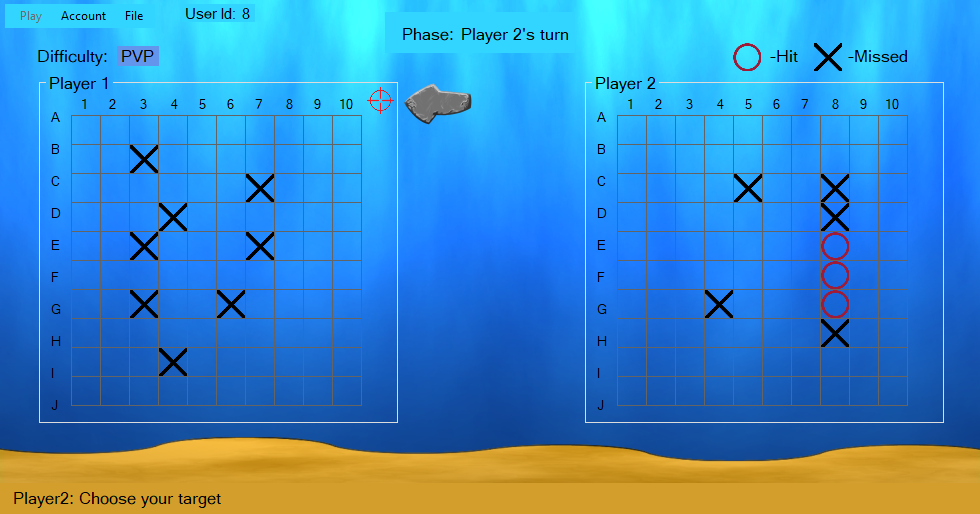 Play Account File User Id: 8
Phase: Player 2's turn
Difficulty: PVP
-Hit -Missed
Player 1
1 2 3 4 5 6 7 8 9 10
A
B
C
D
E
F
G
H
I
J
Player 2
1 2 3 4 5 6 7 8 9 10
A
B
C
D
E
F
G
H
I
J
Player2: Choose your target